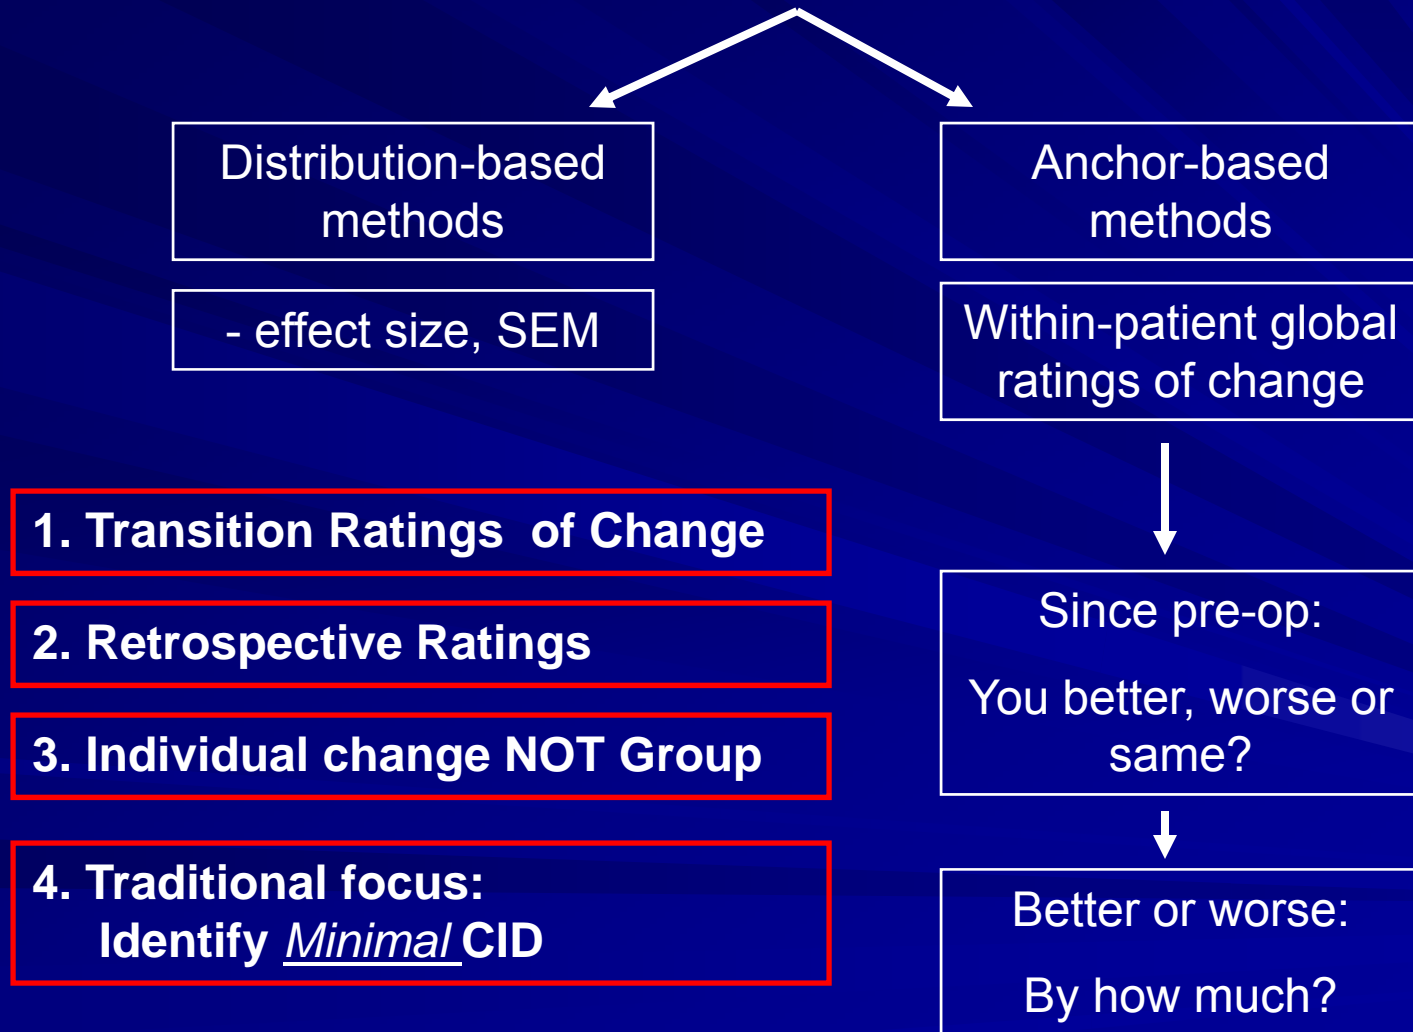 Distribution-based
methods
- effect size, SEM
Anchor-based
methods
Within-patient global
ratings of change
Since pre-op:
You better, worse or
same?
Better or worse:
By how much?
1. Transition Ratings of Change
2. Retrospective Ratings
3. Individual change NOT Group
4. Traditional focus:
Identify Minimal CID